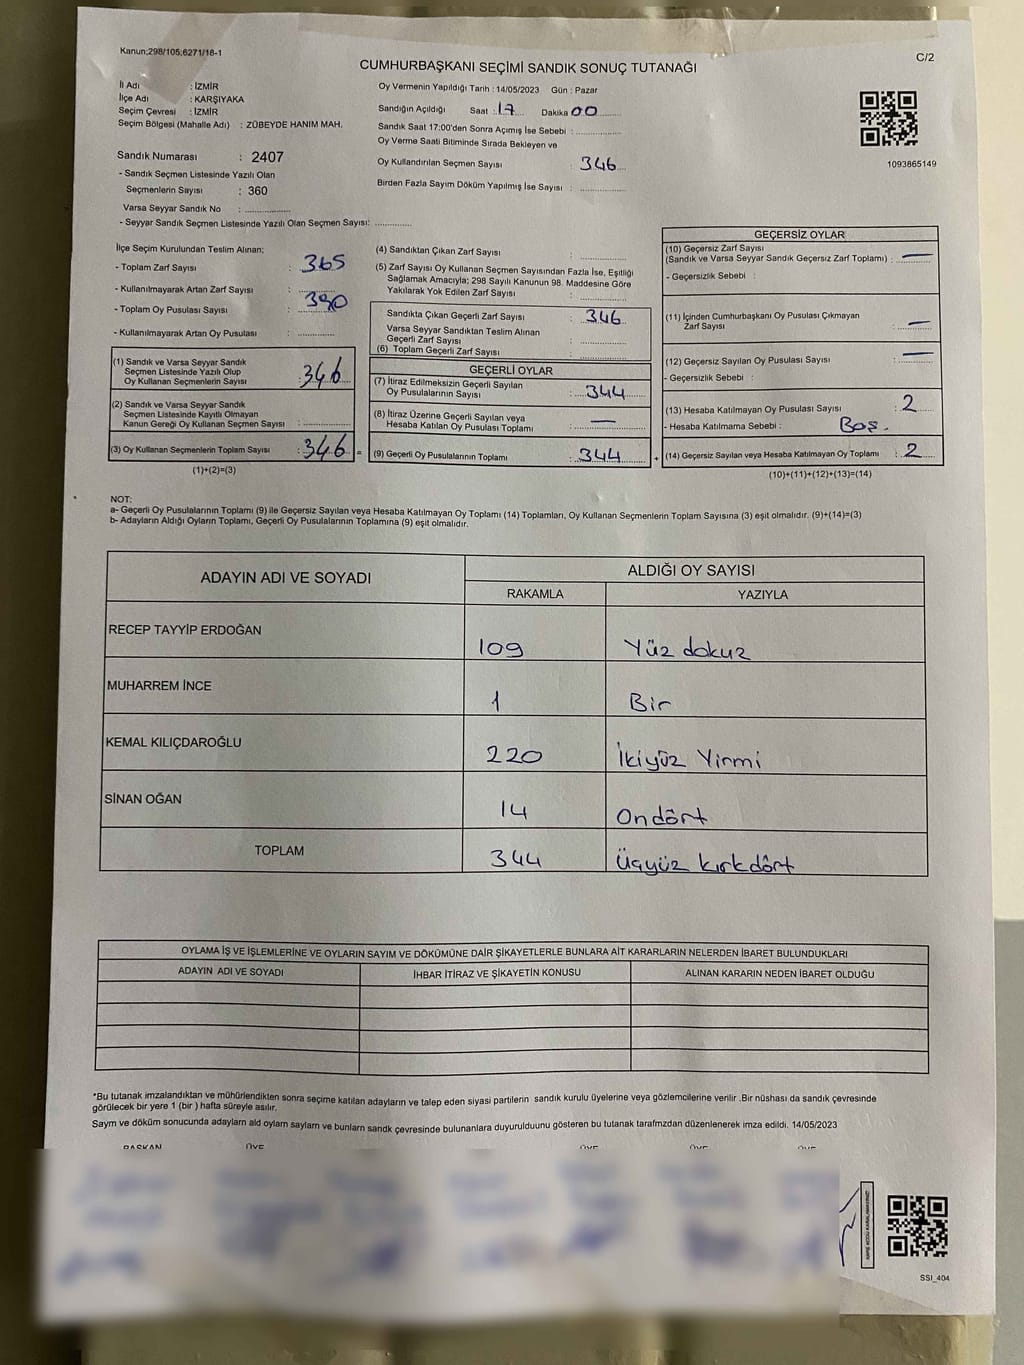 Kanun;298/105;6271/18-1
C/2
CUMHURBAŞKANI SEÇİMİ SANDIK SONUÇ TUTANAĞI
İl Adı : İZMİR
İlçe Adı : KARŞIYAKA
Seçim Çevresi : İZMİR
Seçim Bölgesi (Mahalle Adı) : ZÜBEYDE HANIM MAH.
Sandık Numarası : 2407
- Sandık Seçmen Listesinde Yazılı Olan
Seçmenlerin Sayısı : 360
Varsa Seyyar Sandık No : ..............
- Seyyar Sandık Seçmen Listesinde Yazılı Olan Seçmen Sayısı: ............
Oy Vermenin Yapıldığı Tarih : 14/05/2023 Gün : Pazar
Sandığın Açıldığı Saat : 17 Dakika 00
Sandık Saat 17:00'den Sonra Açımış İse Sebebi : ..............
Oy Verme Saati Bitiminde Sırada Bekleyen ve
Oy Kullandırılan Seçmen Sayısı : 346
Birden Fazla Sayım Döküm Yapılmış İse Sayısı : ..............
1093865149
İlçe Seçim Kurulundan Teslim Alınan;
- Toplam Zarf Sayısı : 365
- Kullanılmayarak Artan Zarf Sayısı : ............
- Toplam Oy Pusulası Sayısı : 390
- Kullanılmayarak Artan Oy Pusulası : ............
(1) Sandık ve Varsa Seyyar Sandık
Seçmen Listesinde Yazılı Olup
Oy Kullanan Seçmenlerin Sayısı : 346
(2) Sandık ve Varsa Seyyar Sandık
Seçmen Listesinde Kayıtlı Olmayan
Kanun Gereği Oy Kullanan Seçmen Sayısı : ............
(3) Oy Kullanan Seçmenlerin Toplam Sayısı : 346 =
(1)+(2)=(3)
(4) Sandıktan Çıkan Zarf Sayısı : ............
(5) Zarf Sayısı Oy Kullanan Seçmen Sayısından Fazla İse, Eşitliği
Sağlamak Amacıyla; 298 Sayılı Kanunun 98. Maddesine Göre
Yakılarak Yok Edilen Zarf Sayısı : ............
Sandıkta Çıkan Geçerli Zarf Sayısı : 346
Varsa Seyyar Sandıktan Teslim Alınan
Geçerli Zarf Sayısı : ............
(6) Toplam Geçerli Zarf Sayısı : ............
GEÇERLİ OYLAR
(7) İtiraz Edilmeksizin Geçerli Sayılan
Oy Pusulalarının Sayısı : 344
(8) İtiraz Üzerine Geçerli Sayılan veya
Hesaba Katılan Oy Pusulası Toplamı : —
(9) Geçerli Oy Pusulalarının Toplamı : 344 +
GEÇERSİZ OYLAR
(10) Geçersiz Zarf Sayısı
(Sandık ve Varsa Seyyar Sandık Geçersiz Zarf Toplamı) : —
- Geçersizlik Sebebi :
(11) İçinden Cumhurbaşkanı Oy Pusulası Çıkmayan
Zarf Sayısı : —
(12) Geçersiz Sayılan Oy Pusulası Sayısı : —
- Geçersizlik Sebebi :
(13) Hesaba Katılmayan Oy Pusulası Sayısı : 2
- Hesaba Katılmama Sebebi : Boş.
(14) Geçersiz Sayılan veya Hesaba Katılmayan Oy Toplamı : 2
(10)+(11)+(12)+(13)=(14)
NOT:
a- Geçerli Oy Pusulalarının Toplamı (9) ile Geçersiz Sayılan veya Hesaba Katılmayan Oy Toplamı (14) Toplamları, Oy Kullanan Seçmenlerin Toplam Sayısına (3) eşit olmalıdır. (9)+(14)=(3)
b- Adayların Aldığı Oyların Toplamı, Geçerli Oy Pusulalarının Toplamına (9) eşit olmalıdır.
ADAYIN ADI VE SOYADI
ALDIĞI OY SAYISI
RAKAMLA YAZIYLA
RECEP TAYYİP ERDOĞAN 109 Yüz dokuz
MUHARREM İNCE 1 Bir
KEMAL KILIÇDAROĞLU 220 İkiyüz Yirmi
SİNAN OĞAN 14 Ondört
TOPLAM 344 Üçyüz kırkdört
OYLAMA İŞ VE İŞLEMLERİNE VE OYLARIN SAYIM VE DÖKÜMÜNE DAİR ŞİKAYETLERLE BUNLARA AİT KARARLARIN NELERDEN İBARET BULUNDUKLARI
ADAYIN ADI VE SOYADI İHBAR İTİRAZ VE ŞİKAYETİN KONUSU ALINAN KARARIN NEDEN İBARET OLDUĞU
*Bu tutanak imzalandıktan ve mühürlendikten sonra seçime katılan adayların ve talep eden siyasi partilerin sandık kurulu üyelerine veya gözlemcilerine verilir .Bir nüshası da sandık çevresinde
görülecek bir yere 1 (bir ) hafta süreyle asılır.
Saym ve döküm sonucunda adayların ald oylam sayların ve bunların sandk çevresinde bulunanlara duyurulduunu gösteren bu tutanak tarafmzdan düzenlenerek imza edildi. 14/05/2023
BAŞKAN ÜYE ÜYE ÜYE ÜYE
SSI_404